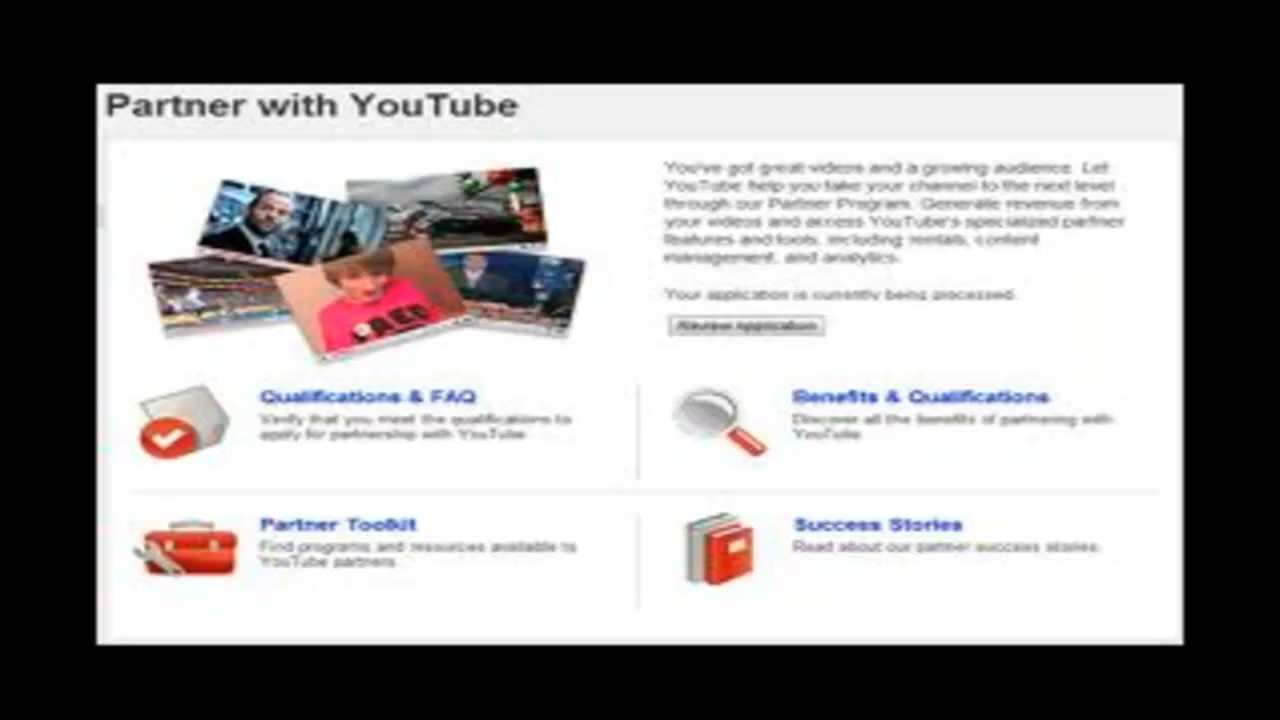 Partner with YouTube
You've got great videos and a growing audience. Let
YouTube help you take your channel to the next level
through our Partner Program. Generate revenue from
your videos and access YouTube's specialized partner
features and tools, including rentals, content
management, and analytics.
Your application is currently being processed.
Review Application
Qualifications & FAQ
Verify that you meet the qualifications to
apply for partnership with YouTube
Benefits & Qualifications
Discover all the benefits of partnering with
YouTube
Partner Toolkit
Find programs and resources available to
YouTube partners.
Success Stories
Read about our partner success stories.